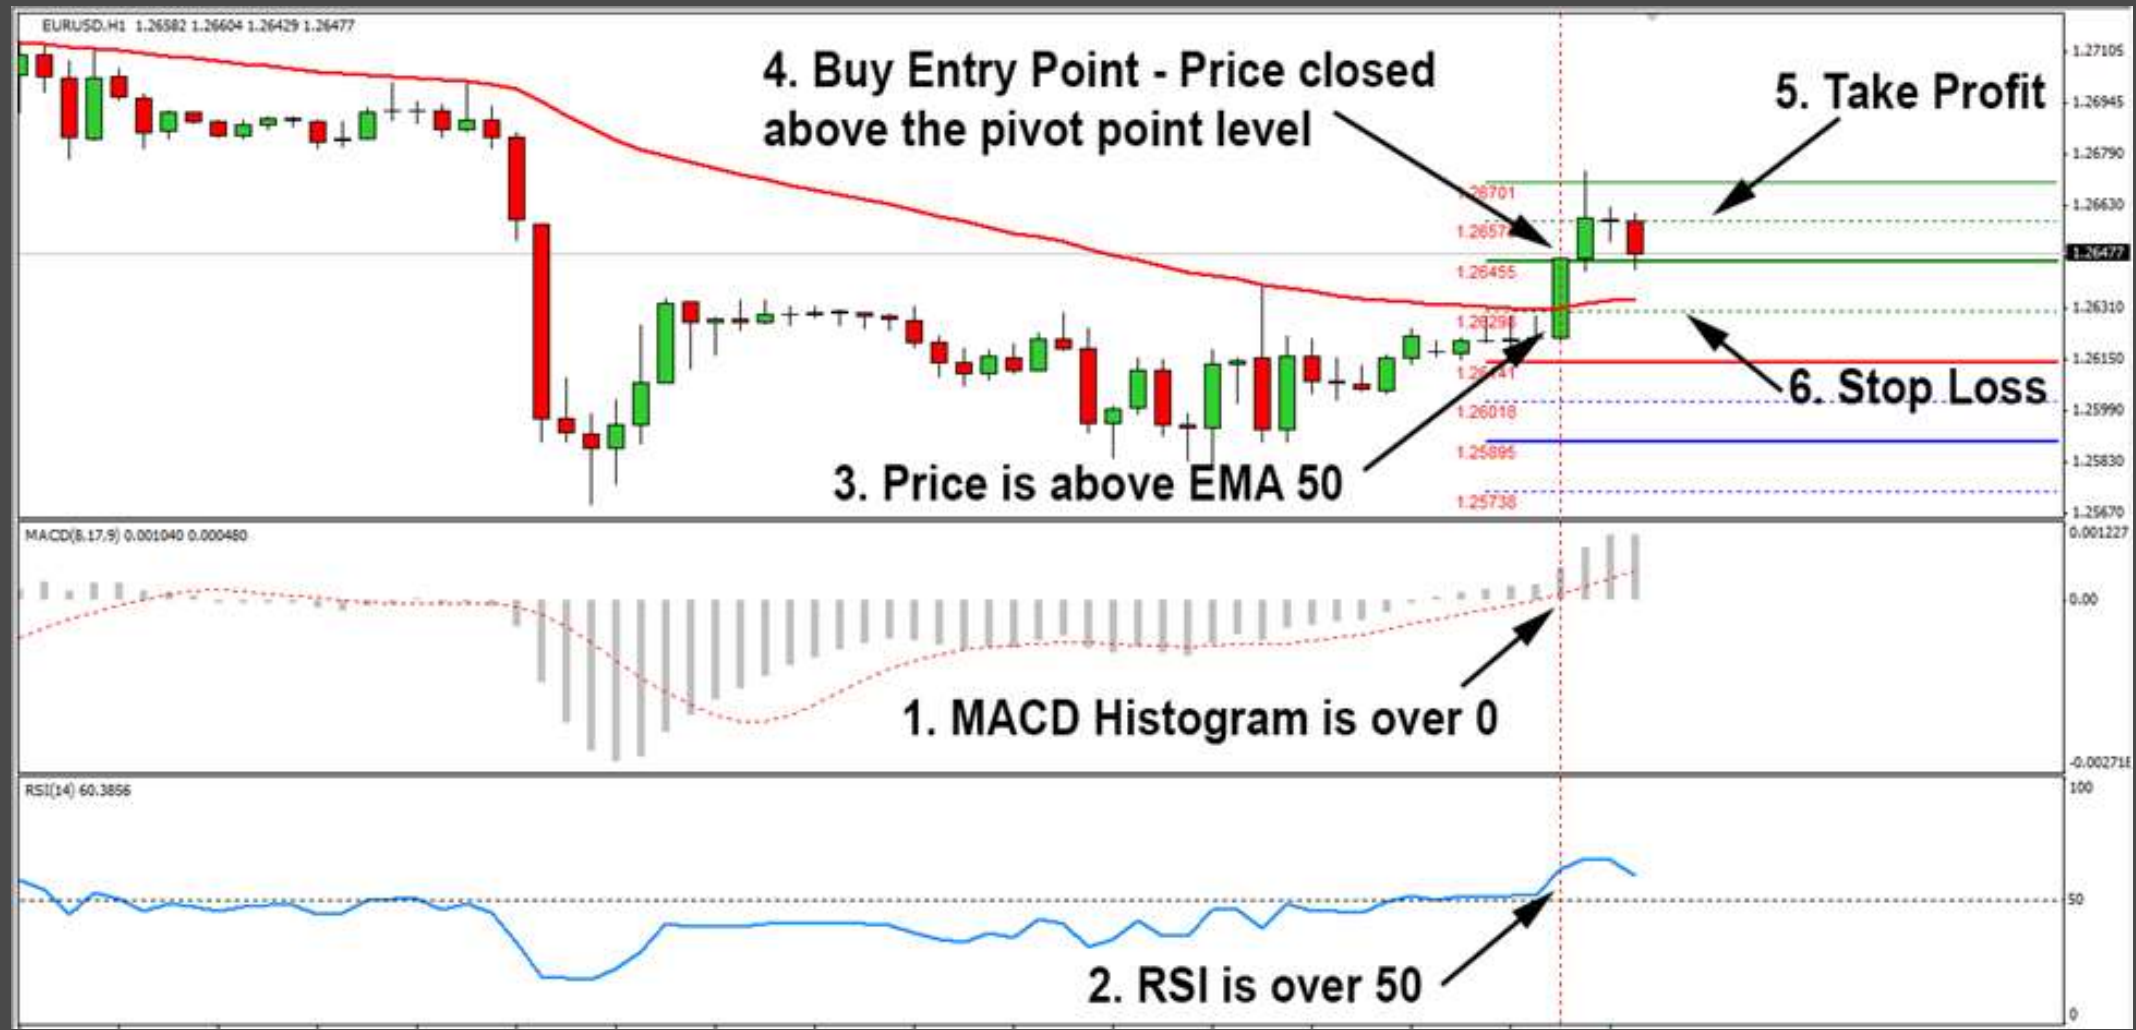 EURUSD.H1 1.26582 1.26604 1.26429 1.26477
4. Buy Entry Point - Price closed
above the pivot point level
5. Take Profit
1.27105
1.26945
1.26790
1.26630
1.26477
1.26310
1.26150
1.25990
1.25830
1.25670
1.26455
1.26018
1.25895
1.25738
6. Stop Loss
3. Price is above EMA 50
MACD(8,17,9) 0.001040 0.000480
0.001227
0.00
1. MACD Histogram is over 0
RSI(14) 60.3856
100
50
2. RSI is over 50
0